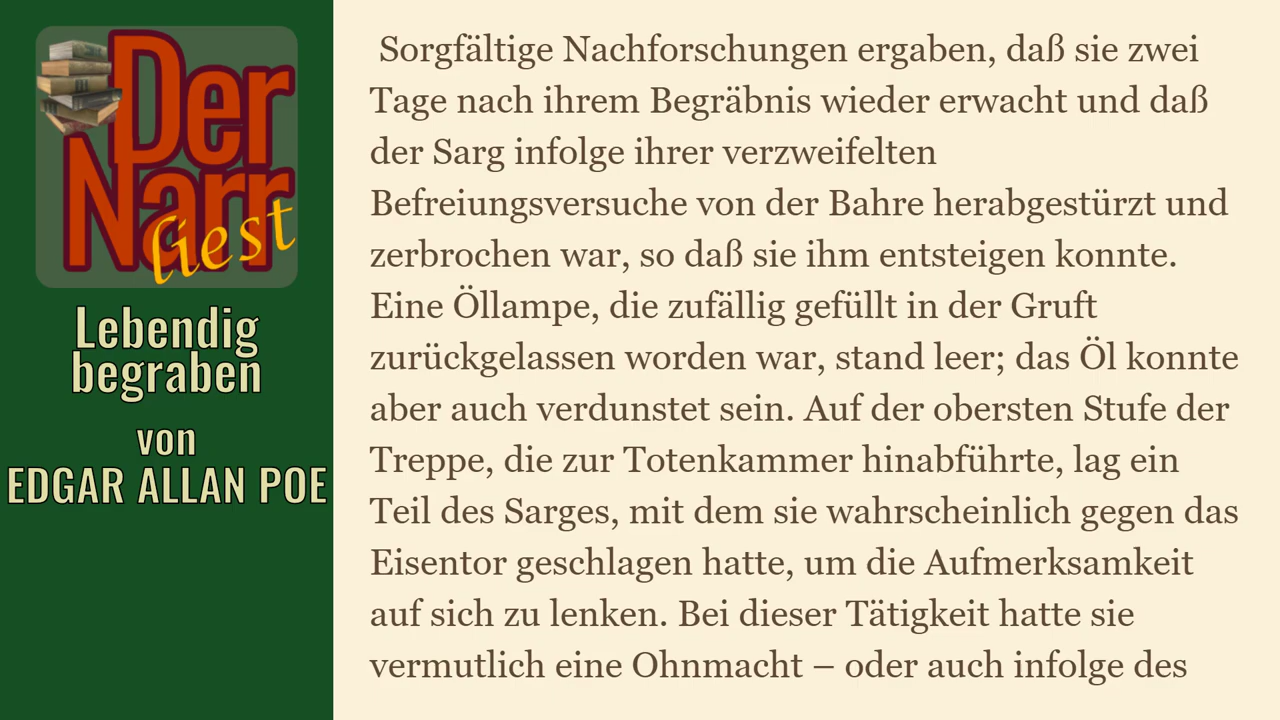 Der
Narr
liest
Lebendig
begraben
von
EDGAR ALLAN POE
Sorgfältige Nachforschungen ergaben, daß sie zwei
Tage nach ihrem Begräbnis wieder erwacht und daß
der Sarg infolge ihrer verzweifelten
Befreiungsversuche von der Bahre herabgestürzt und
zerbrochen war, so daß sie ihm entsteigen konnte.
Eine Öllampe, die zufällig gefüllt in der Gruft
zurückgelassen worden war, stand leer; das Öl konnte
aber auch verdunstet sein. Auf der obersten Stufe der
Treppe, die zur Totenkammer hinabführte, lag ein
Teil des Sarges, mit dem sie wahrscheinlich gegen das
Eisentor geschlagen hatte, um die Aufmerksamkeit
auf sich zu lenken. Bei dieser Tätigkeit hatte sie
vermutlich eine Ohnmacht – oder auch infolge des